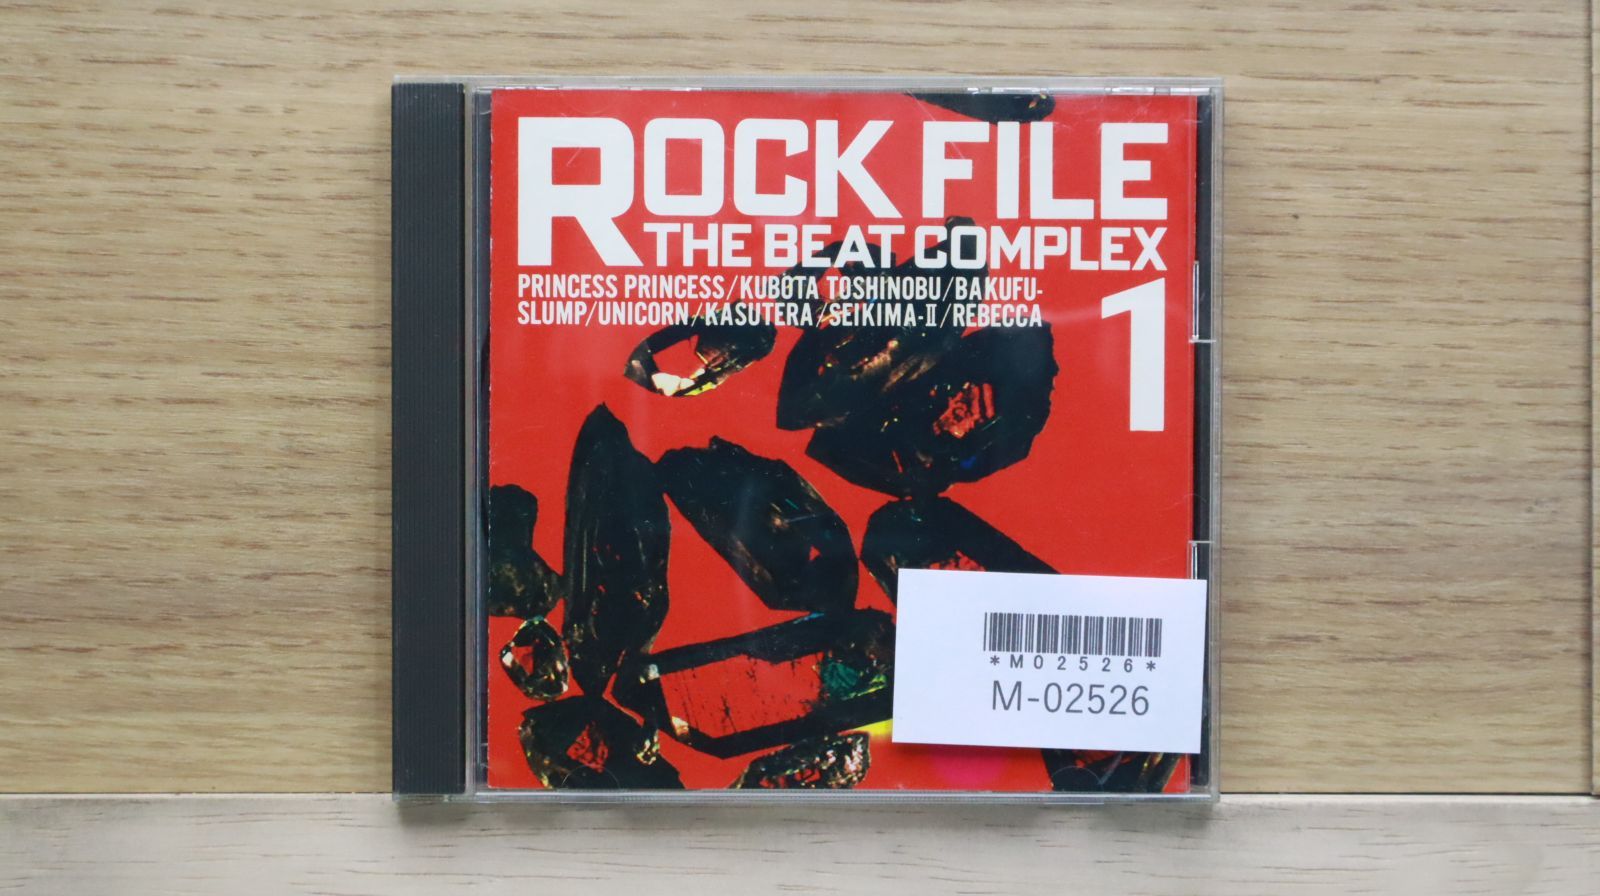 ROCK FILE
THE BEAT COMPLEX
PRINCESS PRINCESS/KUBOTA TOSHINOBU/BAKUFU-
SLUMP/UNICORN/KASUTERA/SEIKIMA-II/REBECCA
1
*M02526*
M-02526